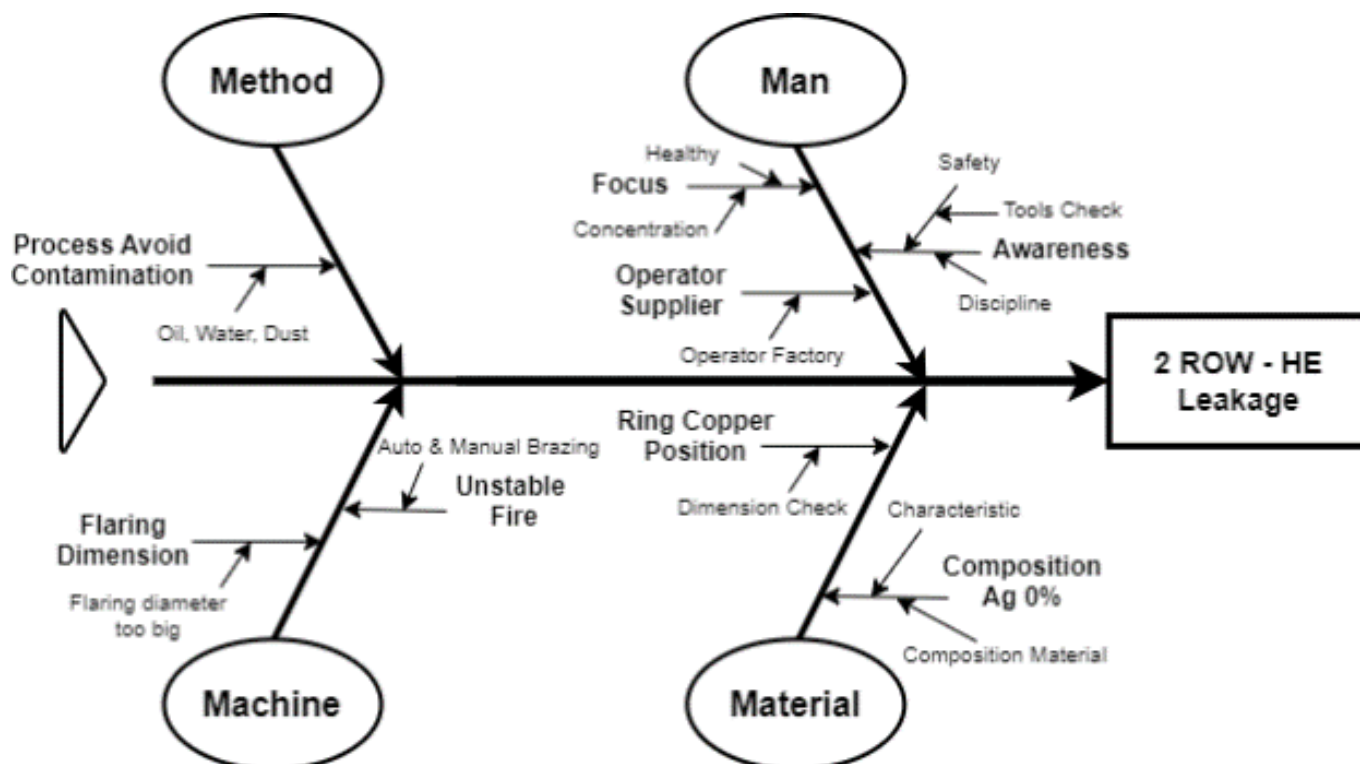 Method
Man
Healthy
Focus
Concentration
Safety
Tools Check
Awareness
Discipline
Process Avoid
Contamination
Oil, Water, Dust
Operator
Supplier
Operator Factory
2 ROW - HE
Leakage
Auto & Manual Brazing
Unstable
Fire
Flaring
Dimension
Flaring diameter
too big
Ring Copper
Position
Dimension Check
Characteristic
Composition
Ag 0%
Composition Material
Machine
Material